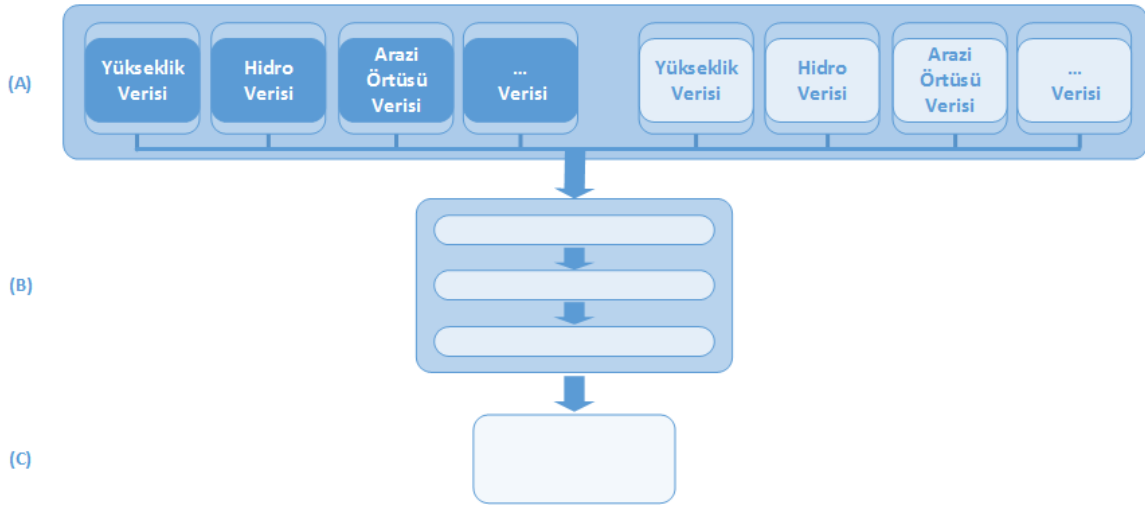 (A)
Yükseklik
Verisi
Hidro
Verisi
Arazi
Örtüsü
Verisi
...
Verisi
Yükseklik
Verisi
Hidro
Verisi
Arazi
Örtüsü
Verisi
...
Verisi
(B)
(C)